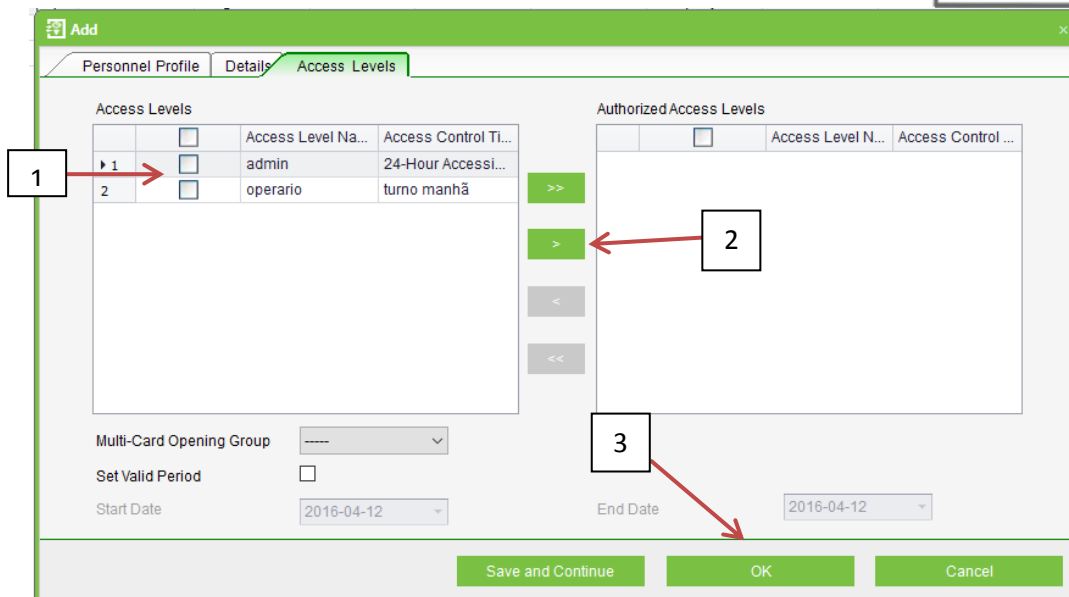 Add
Personnel Profile Details Access Levels
Access Levels Authorized Access Levels
Access Level Na... Access Control Ti... Access Level N... Access Control ...
1 admin 24-Hour Accessi...
1
2 operario turno manhã
>>
> 2
<
<<
Multi-Card Opening Group -----
3
Set Valid Period
Start Date 2016-04-12 End Date 2016-04-12
Save and Continue OK Cancel